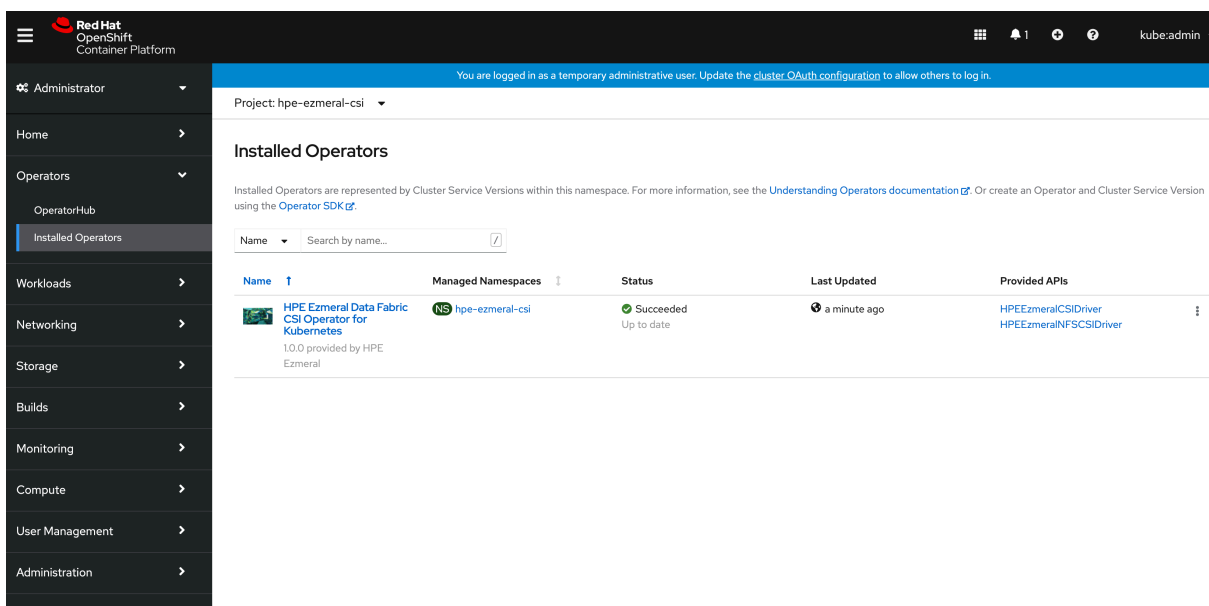 Red Hat
OpenShift
Container Platform
1
kube:admin
You are logged in as a temporary administrative user. Update the cluster OAuth configuration to allow others to log in.
Administrator
Project: hpe-ezmeral-csi
Home
Operators
OperatorHub
Installed Operators
Workloads
Networking
Storage
Builds
Monitoring
Compute
User Management
Administration
Installed Operators
Installed Operators are represented by Cluster Service Versions within this namespace. For more information, see the Understanding Operators documentation. Or create an Operator and Cluster Service Version
using the Operator SDK.
Name
Search by name...
/
Name
Managed Namespaces
Status
Last Updated
Provided APIs
HPE Ezmeral Data Fabric
CSI Operator for
Kubernetes
1.0.0 provided by HPE
Ezmeral
NS hpe-ezmeral-csi
Succeeded
Up to date
a minute ago
HPEEzmeralCSIDriver
HPEEzmeralNFSCSIDriver